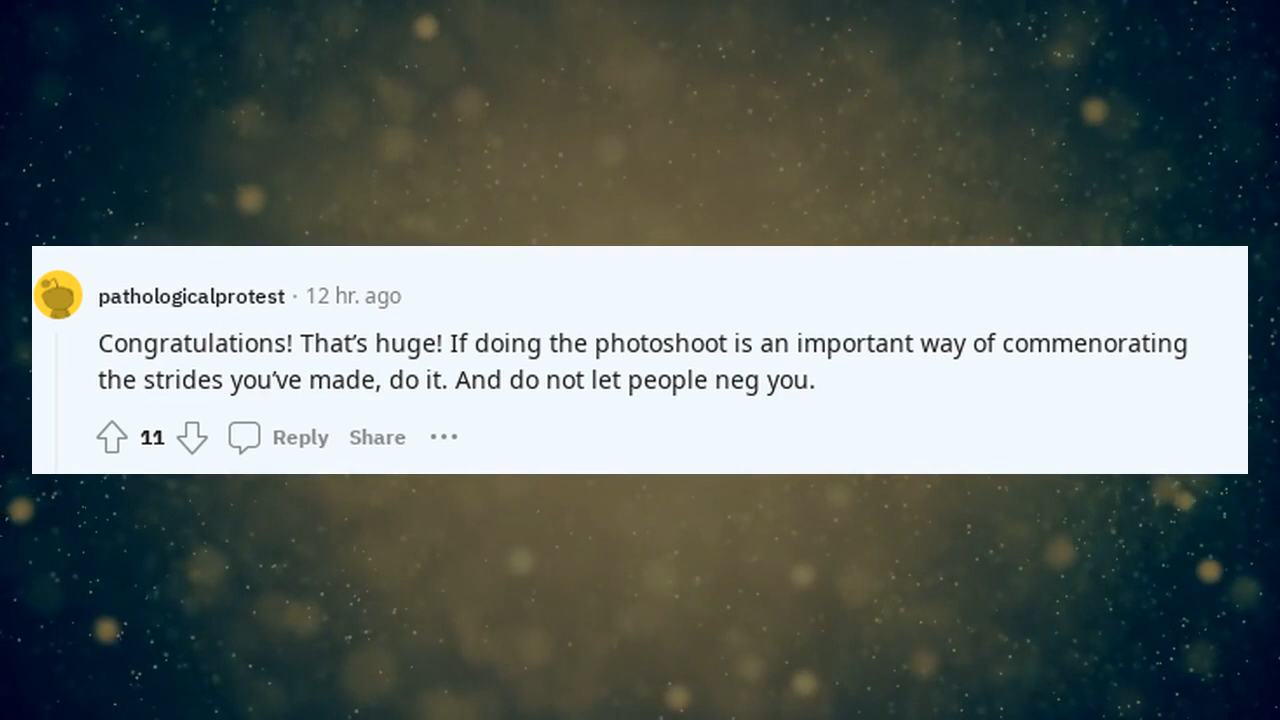 pathologicalprotest · 12 hr. ago
Congratulations! That's huge! If doing the photoshoot is an important way of commenorating
the strides you've made, do it. And do not let people neg you.
11 Reply Share •••